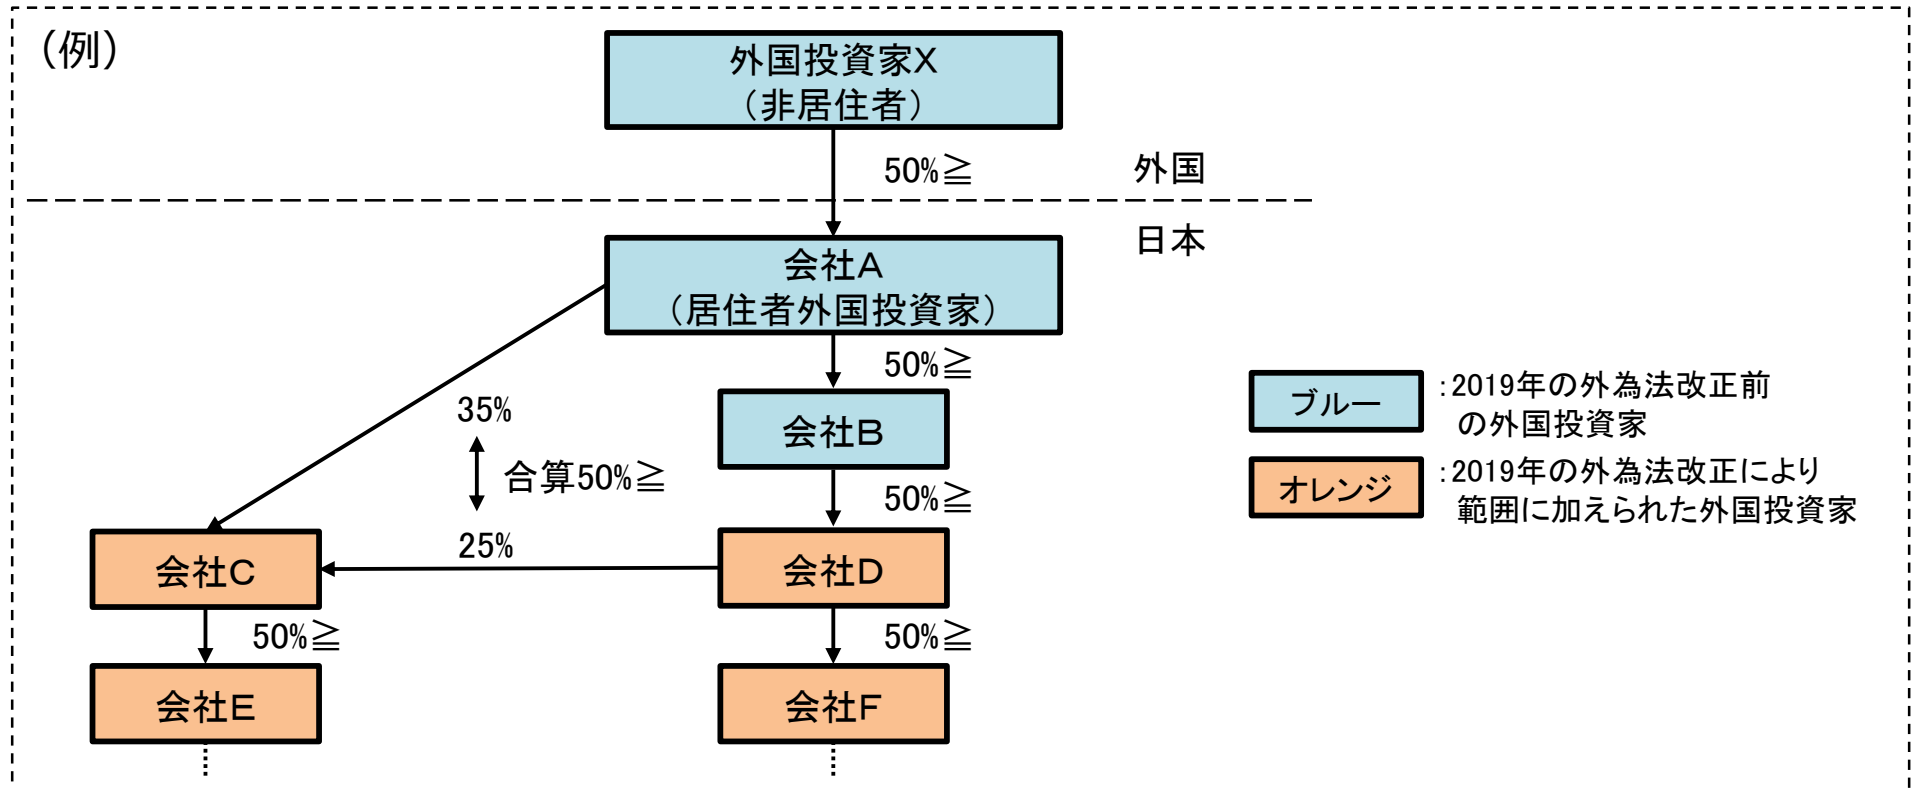 (例)
外国投資家X
(非居住者)
50%≧
外国
日本
会社A
(居住者外国投資家)
50%≧
35%
合算50%≧
会社B
50%≧
25%
会社C
会社D
50%≧
50%≧
会社E
会社F
ブルー
:2019年の外為法改正前
の外国投資家
オレンジ
:2019年の外為法改正により
範囲に加えられた外国投資家